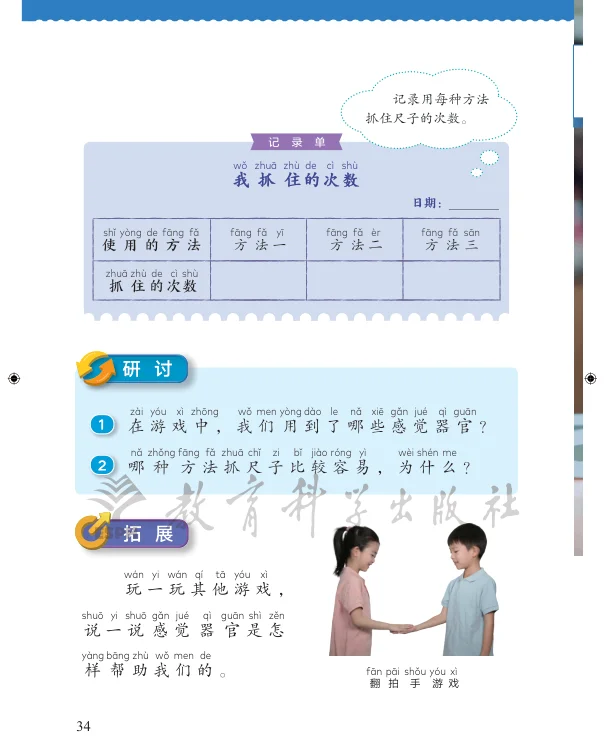 记录用每种方法
抓住尺子的次数。
记 录 单
wǒ zhuā zhù de cì shù
我 抓 住的次数
日期：
shǐ yòng de fāng fǎ
使用的方法
fāng fǎ yī
方法一
fāng fǎ èr
方法二
fāng fǎ sān
方法三
zhuā zhù de cì shù
抓住的次数
研 讨
zài yóu xì zhōng wǒ men yòng dào le nǎ xiē gǎn jué qì guān
1 在游戏中，我们用到了哪些感觉器官？
nǎ zhǒng fāng fǎ zhuā chǐ zi bǐ jiào róng yì wèi shén me
2 哪种方法抓尺子比较容易，为什么？
教育科学出版社
拓 展
wán yi wán qí tā yóu xì
玩一玩其他游戏，
shuō yi shuō gǎn jué qì guān shì zěn
说一说感觉器官是怎
yàng bāng zhù wǒ men de
样帮助我们的。
fān pāi shǒu yóu xì
翻 拍 手 游戏
34